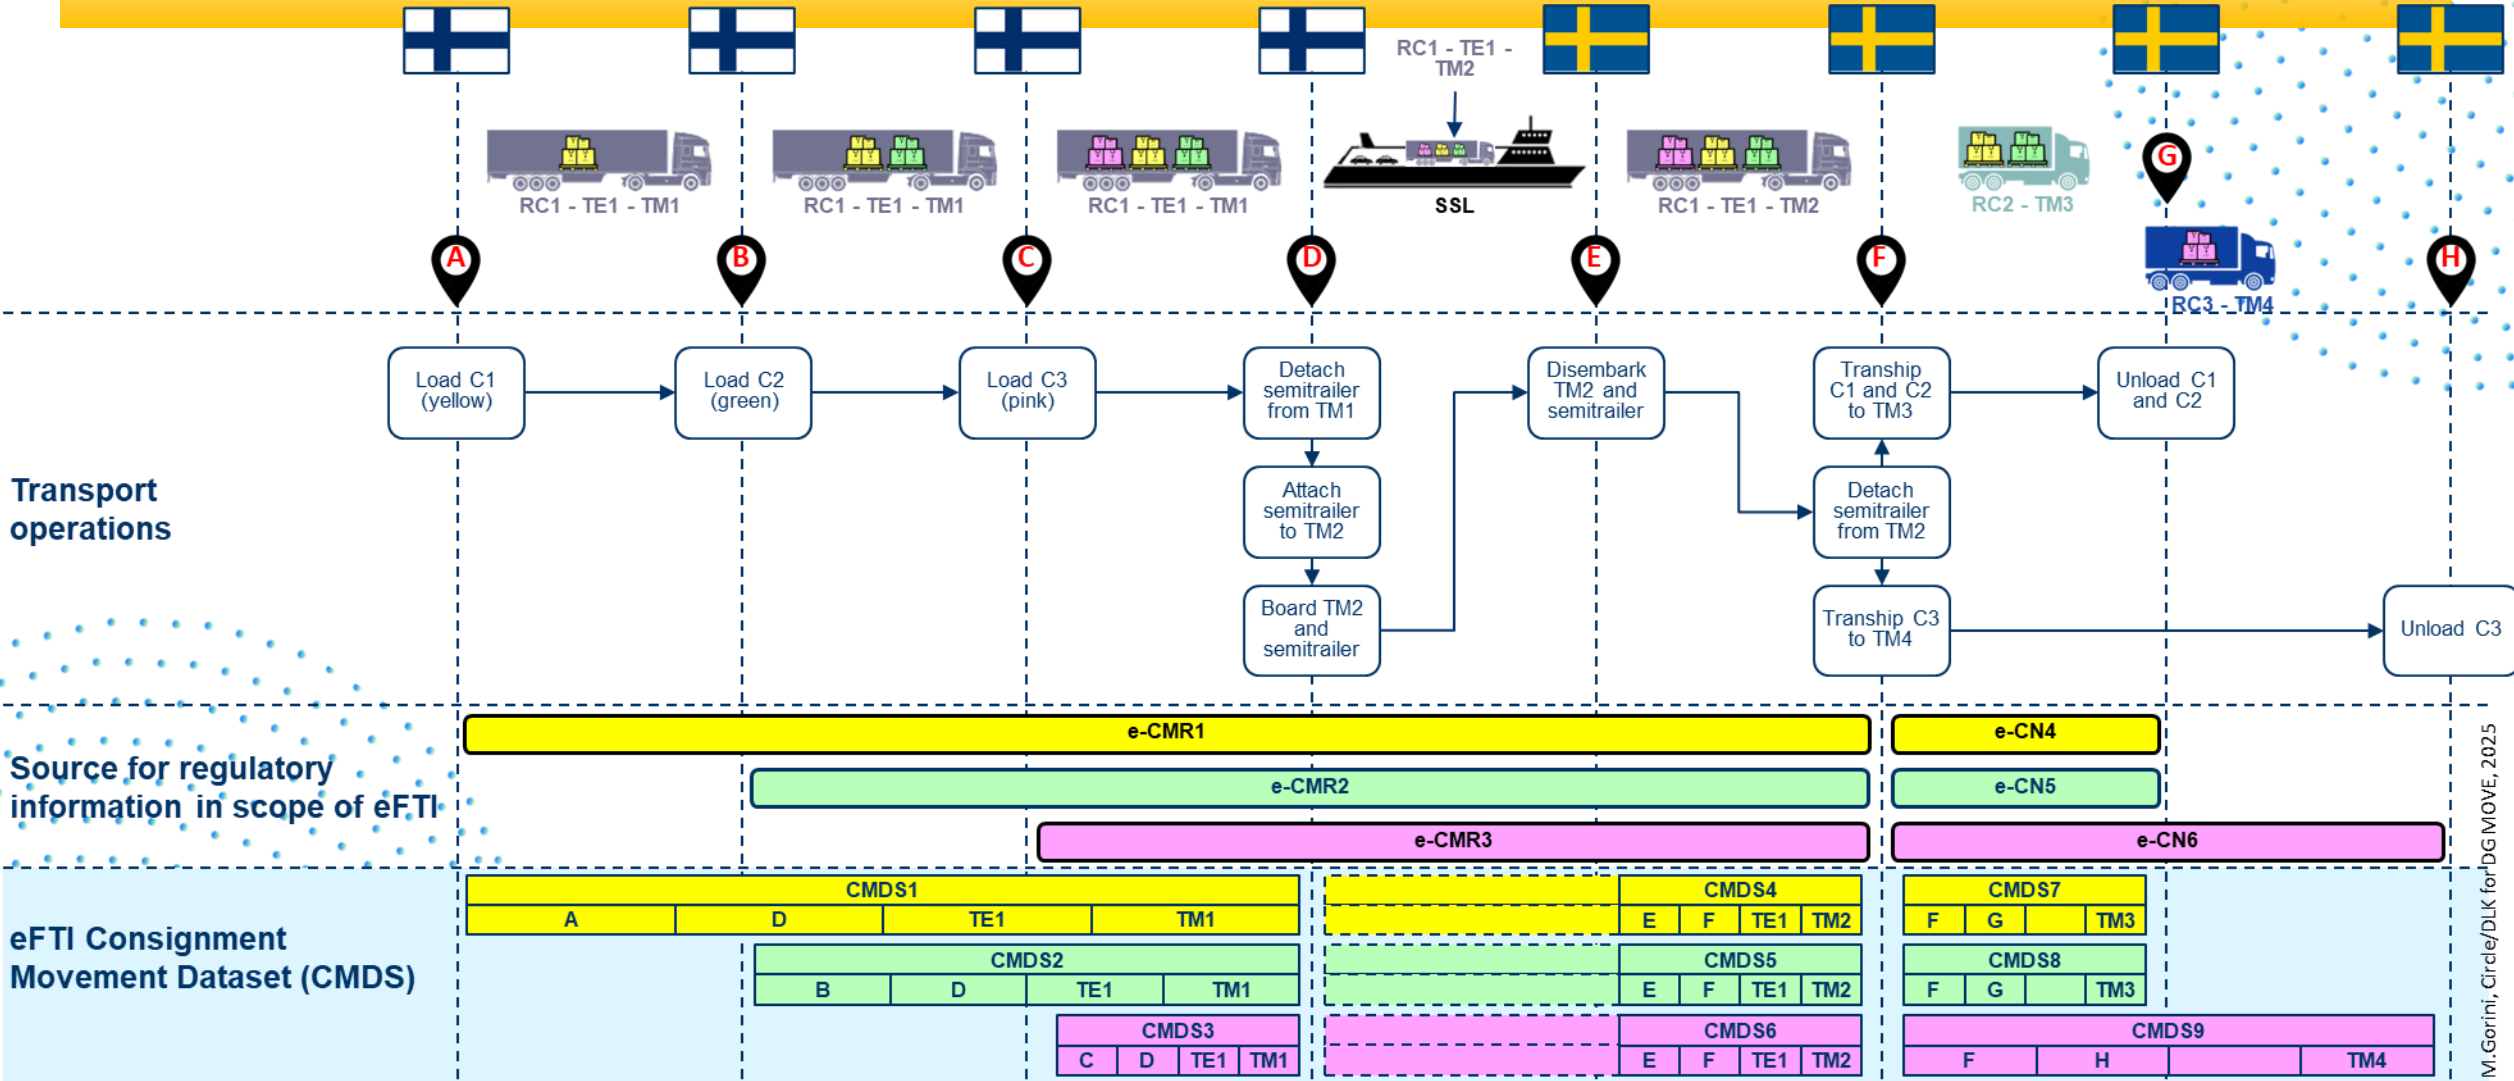 RC1 - TE1 -
TM2
RC1 - TE1 - TM1
RC1 - TE1 - TM1
RC1 - TE1 - TM1
SSL
RC1 - TE1 - TM2
RC2 - TM3
G
A
B
C
D
E
F
H
RC3 - TM4
Load C1
(yellow)
Load C2
(green)
Load C3
(pink)
Detach
semitrailer
from TM1
Disembark
TM2 and
semitrailer
Tranship
C1 and C2
to TM3
Unload C1
and C2
Transport
operations
Attach
semitrailer
to TM2
Detach
semitrailer
from TM2
Board TM2
and
semitrailer
Tranship C3
to TM4
Unload C3
Source for regulatory
information in scope of eFTI
e-CMR1
e-CN4
e-CMR2
e-CN5
e-CMR3
e-CN6
eFTI Consignment
Movement Dataset (CMDS)
CMDS1
A D TE1 TM1
CMDS4
E F TE1 TM2
CMDS7
F G TM3
CMDS2
B D TE1 TM1
CMDS5
E F TE1 TM2
CMDS8
F G TM3
CMDS3
C D TE1 TM1
CMDS6
E F TE1 TM2
CMDS9
F H TM4
M.Gorini, Circle/DLK for DG MOVE, 2025